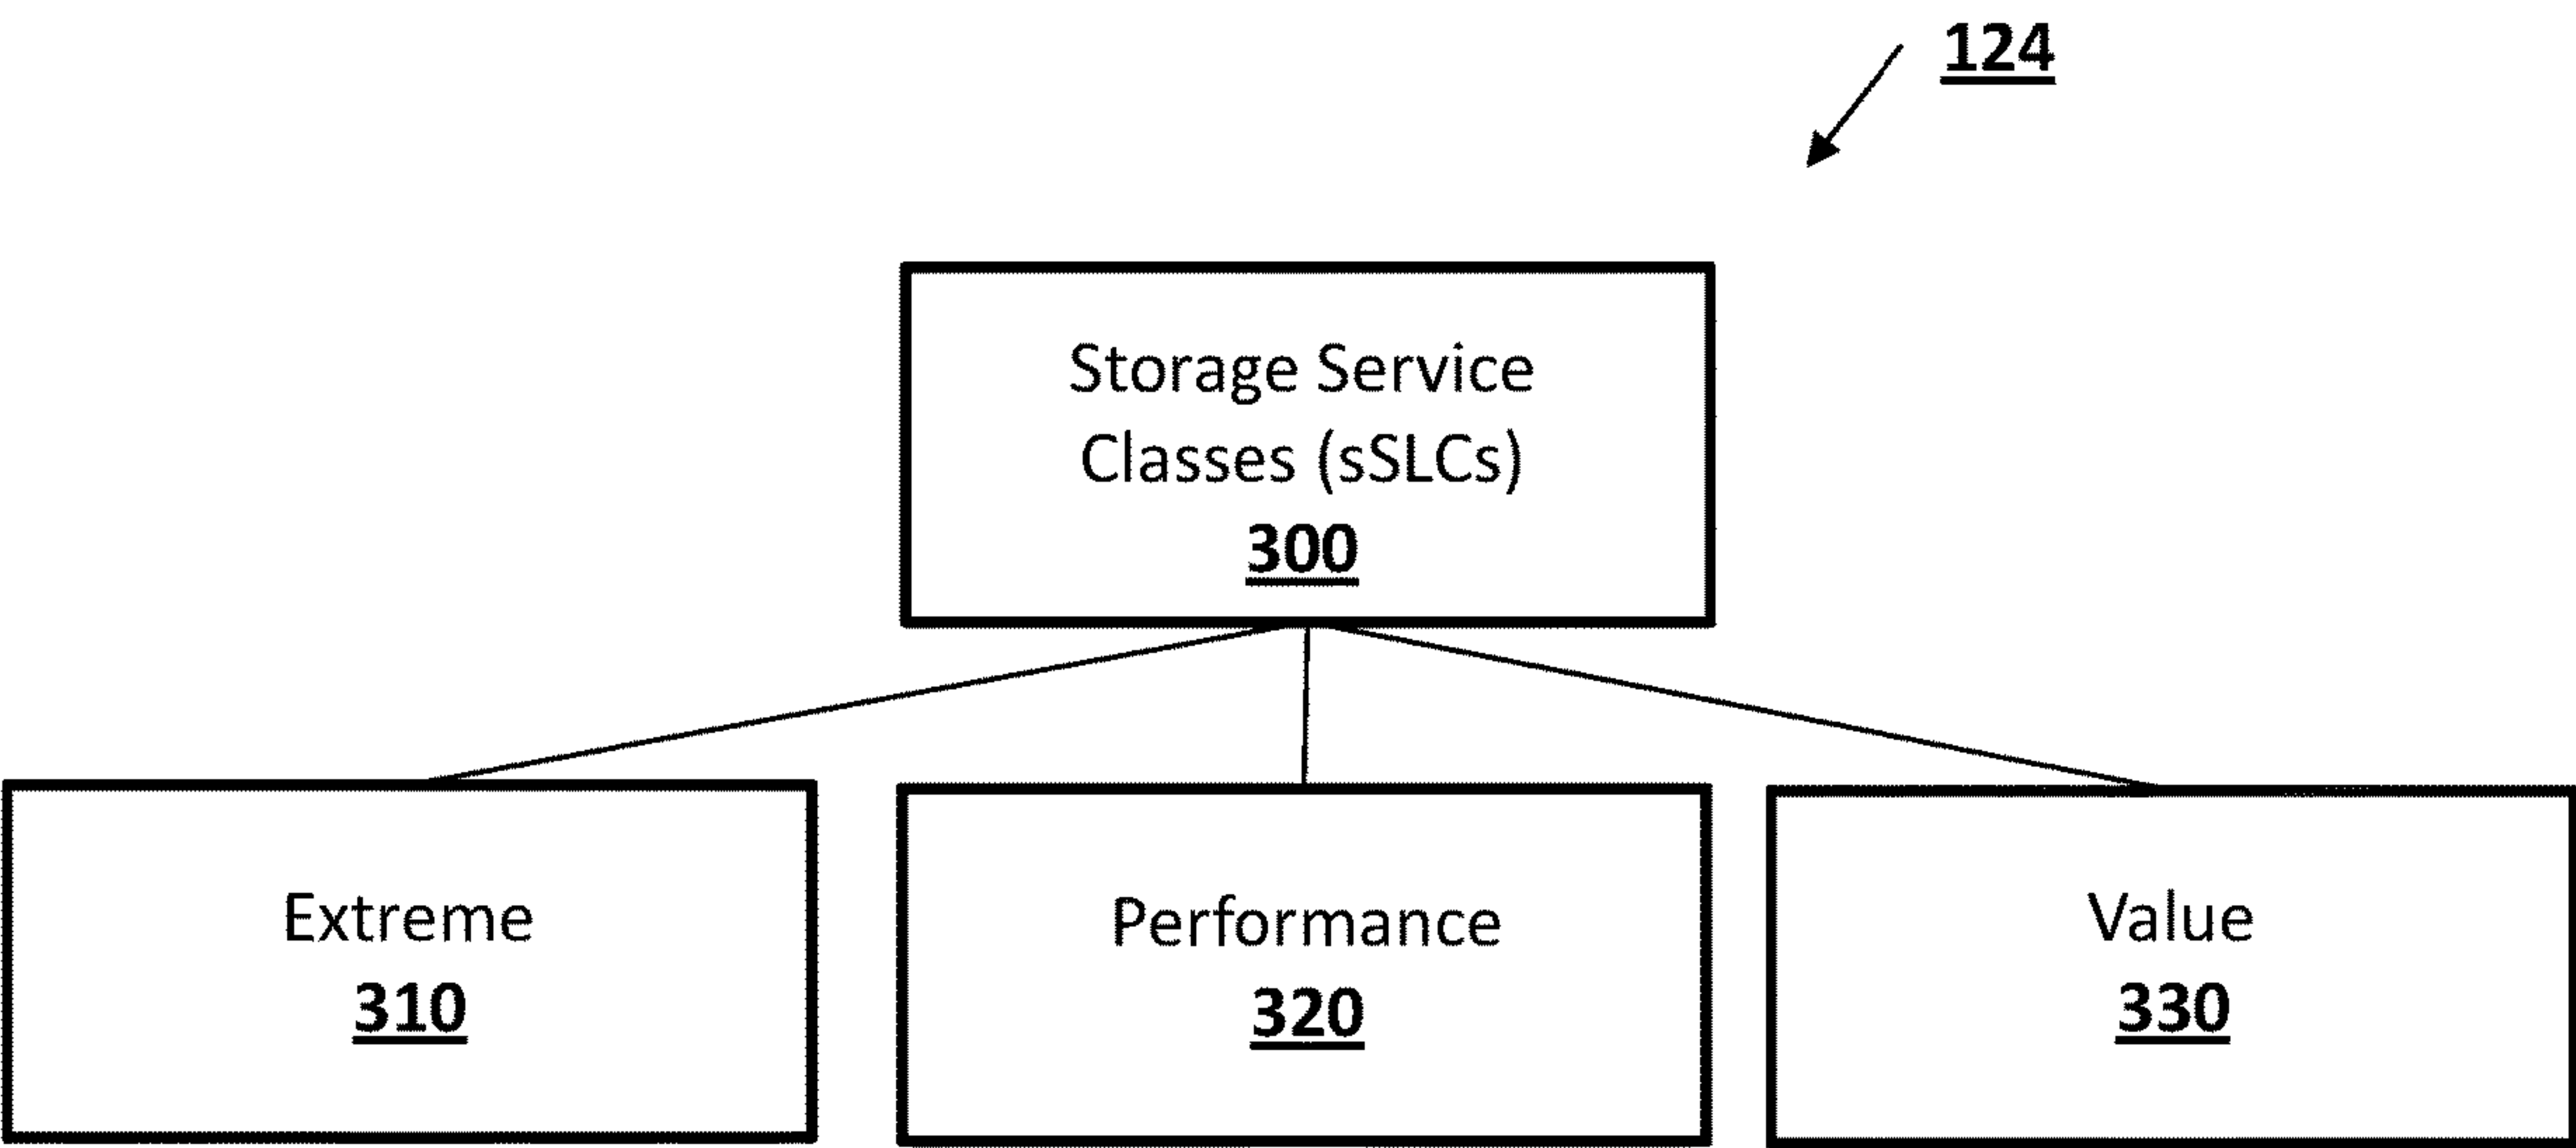 124
Storage Service
Classes (sSLCs)
300
Extreme
310
Performance
320
Value
330